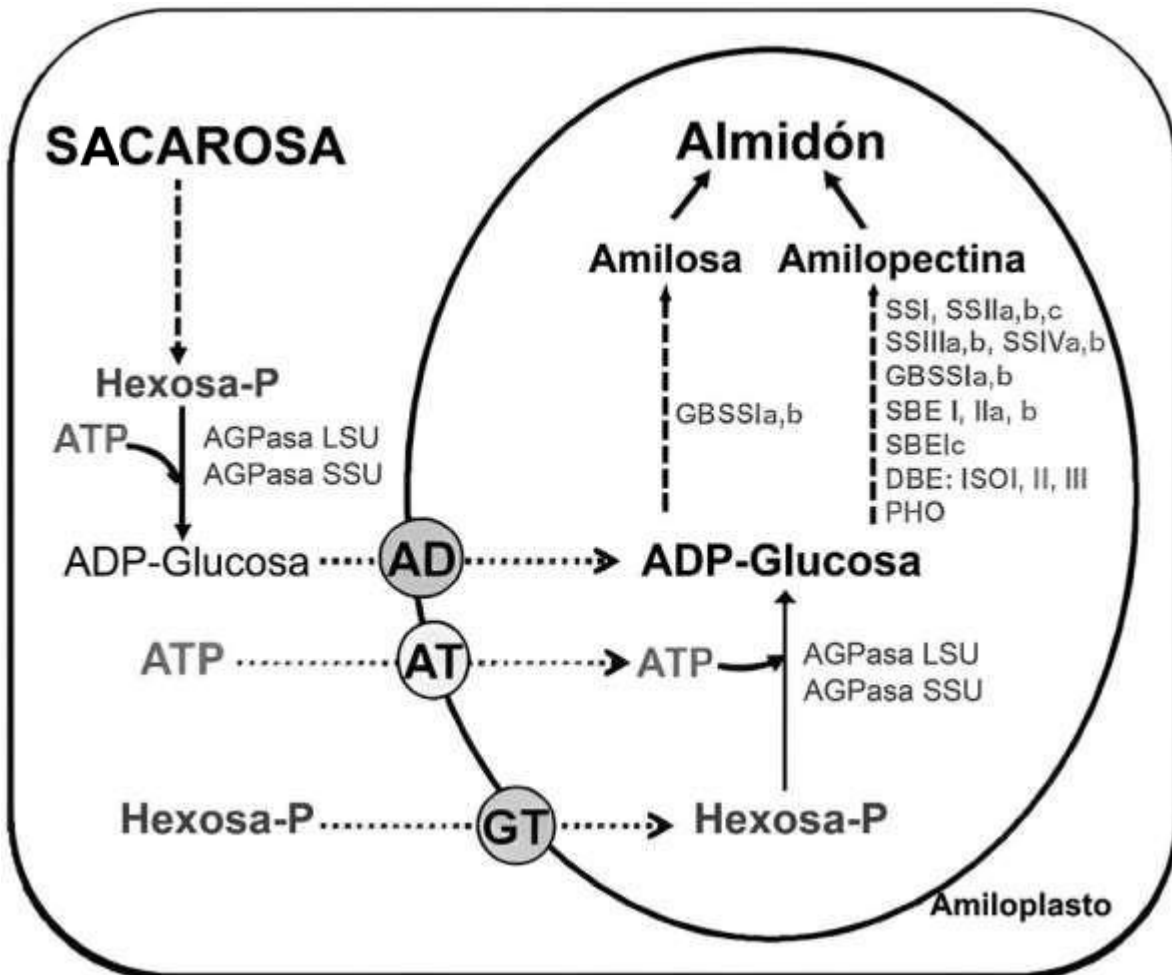 SACAROSA
Hexosa-P
ATP
AGPasa LSU
AGPasa SSU
ADP-Glucosa
ATP
Hexosa-P
AD
AT
GT
Almidón
Amilosa
Amilopectina
GBSSIa,b
SSI, SSIIa,b,c
SSIIIa,b, SSIVa,b
GBSSIa,b
SBE I, IIa, b
SBEIc
DBE: ISOI, II, III
PHO
ADP-Glucosa
ATP
AGPasa LSU
AGPasa SSU
Hexosa-P
Amiloplasto